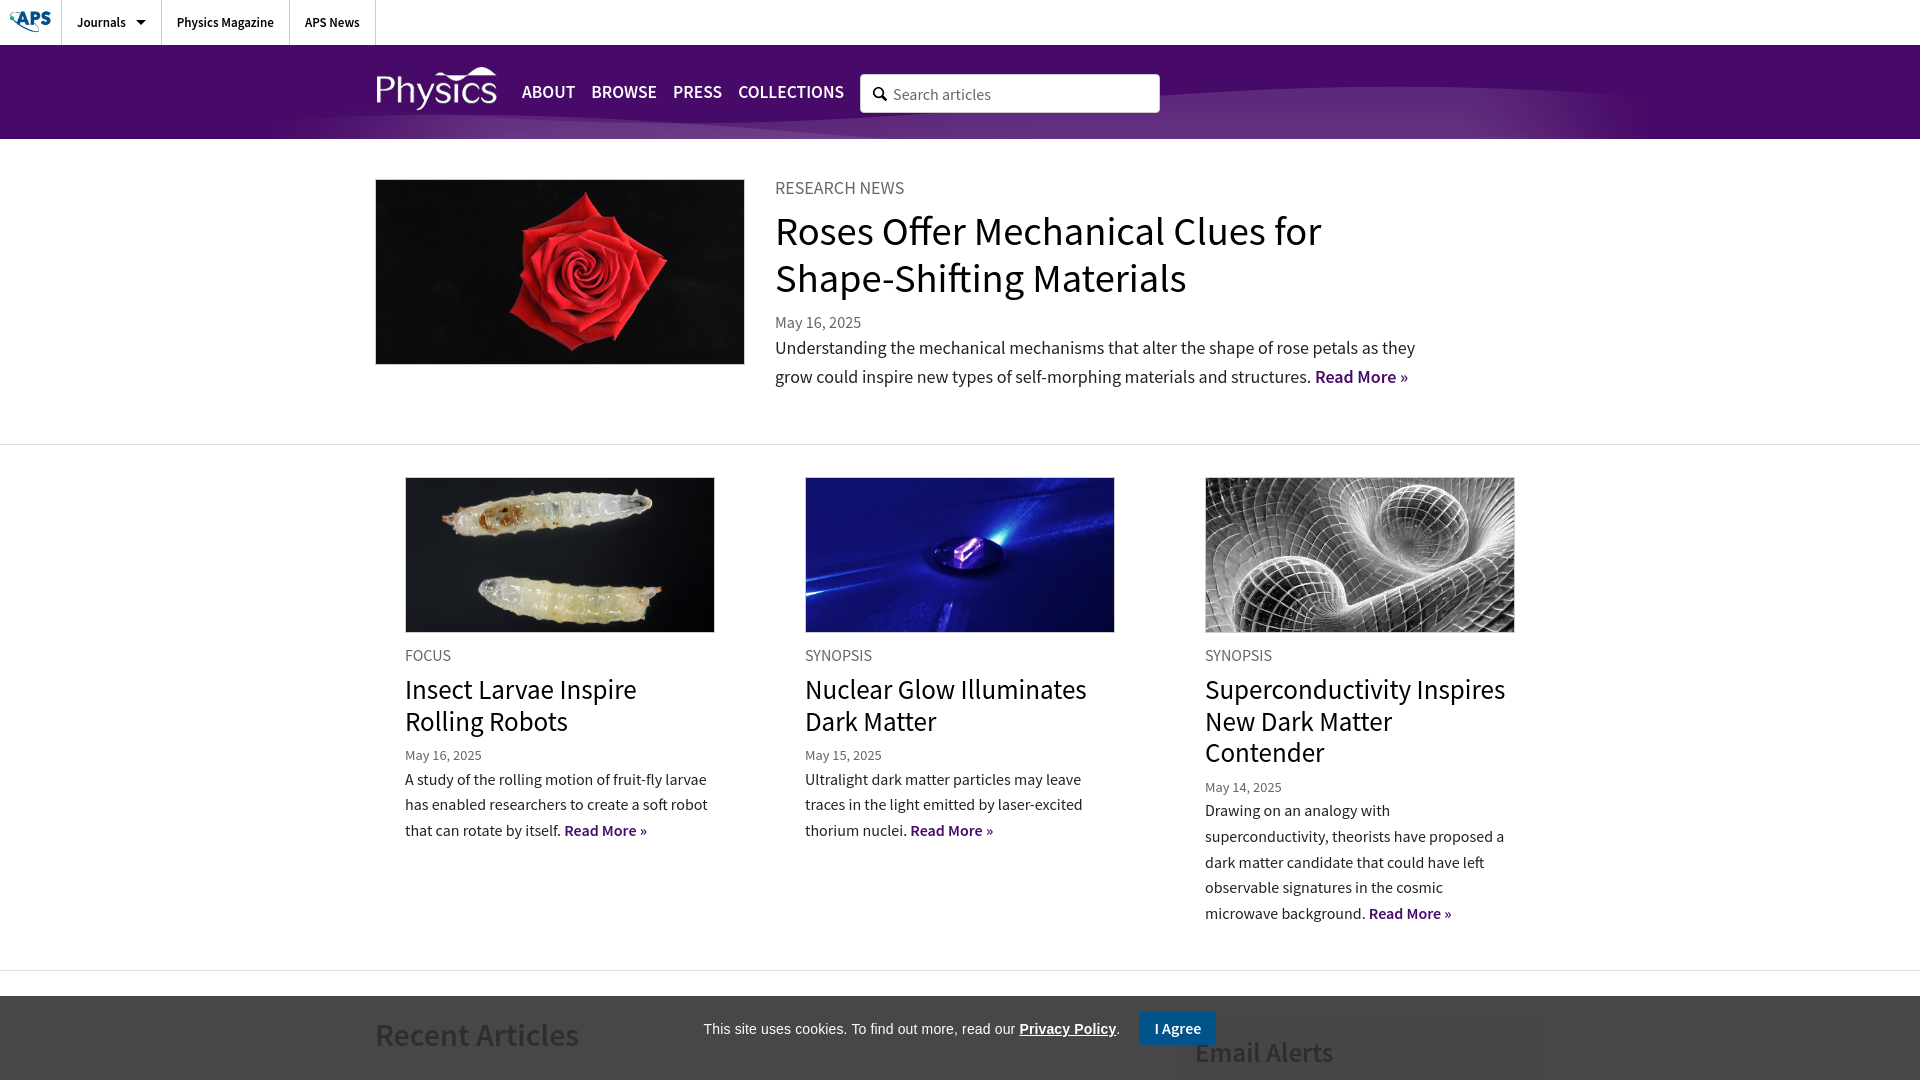 APS
Journals
Physics Magazine
APS News
Physics
ABOUT
BROWSE
PRESS
COLLECTIONS
Search articles
RESEARCH NEWS
Roses Offer Mechanical Clues for
Shape-Shifting Materials
May 16, 2025
Understanding the mechanical mechanisms that alter the shape of rose petals as they
grow could inspire new types of self-morphing materials and structures. Read More »
FOCUS
Insect Larvae Inspire
Rolling Robots
May 16, 2025
A study of the rolling motion of fruit-fly larvae
has enabled researchers to create a soft robot
that can rotate by itself. Read More »
SYNOPSIS
Nuclear Glow Illuminates
Dark Matter
May 15, 2025
Ultralight dark matter particles may leave
traces in the light emitted by laser-excited
thorium nuclei. Read More »
SYNOPSIS
Superconductivity Inspires
New Dark Matter
Contender
May 14, 2025
Drawing on an analogy with
superconductivity, theorists have proposed a
dark matter candidate that could have left
observable signatures in the cosmic
microwave background. Read More »
Recent Articles
This site uses cookies. To find out more, read our Privacy Policy.
I Agree
Email Alerts